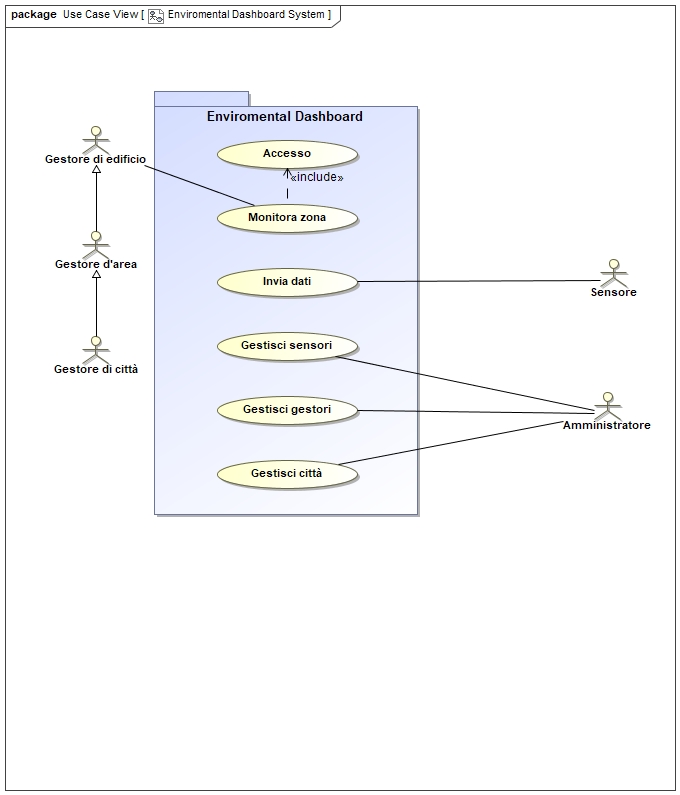 package Use Case View [ Enviromental Dashboard System ]
Enviromental Dashboard
Accesso
«include»
Gestore di edificio
Monitora zona
Gestore d'area
Invia dati
Sensore
Gestisci sensori
Gestore di città
Gestisci gestori
Amministratore
Gestisci città